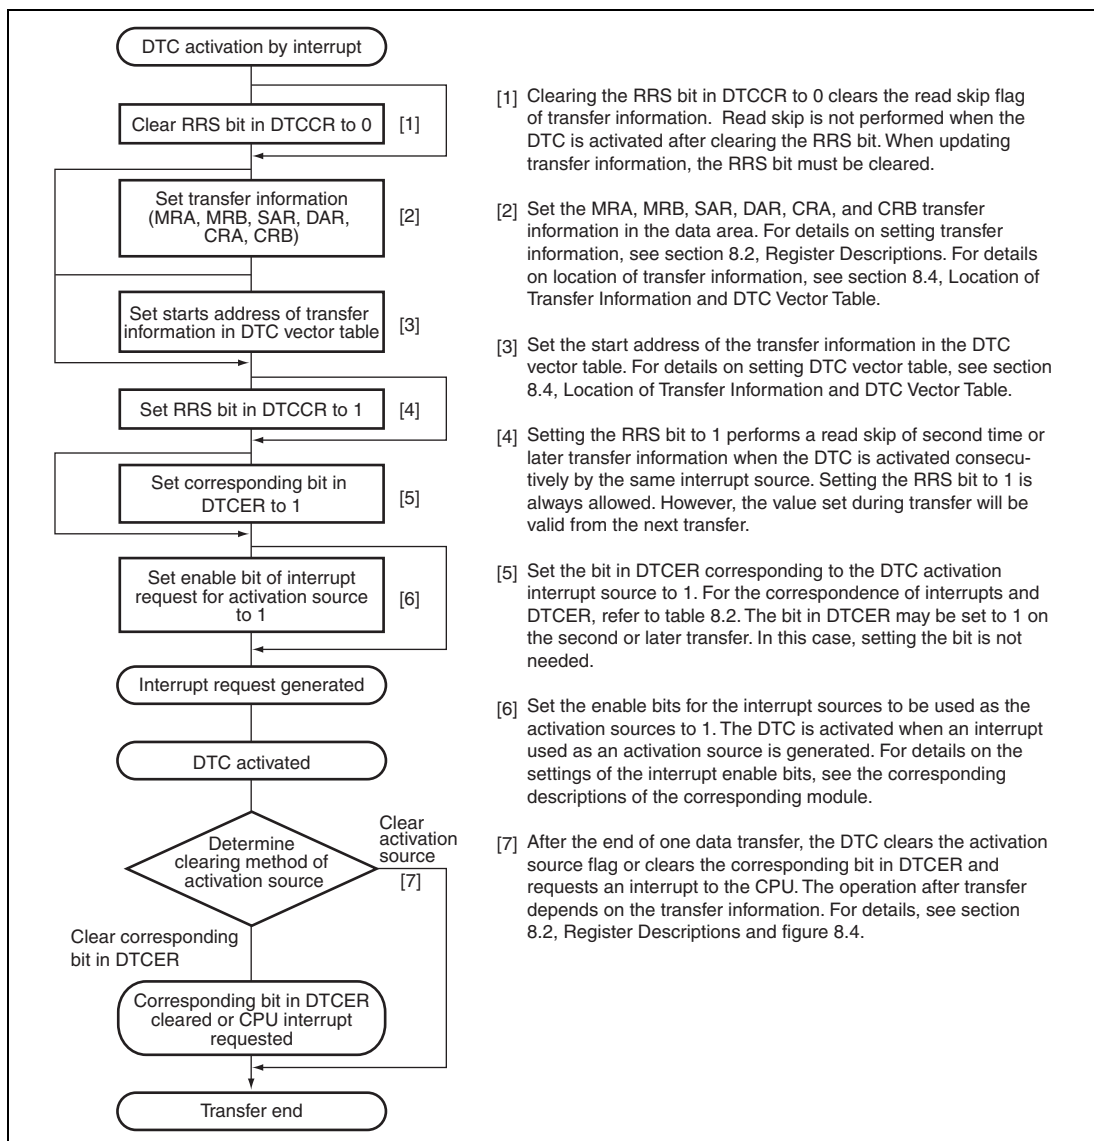 DTC activation by interrupt
Clear RRS bit in DTCCR to 0
[1]
Set transfer information
(MRA, MRB, SAR, DAR,
CRA, CRB)
[2]
Set starts address of transfer
information in DTC vector table
[3]
Set RRS bit in DTCCR to 1
[4]
Set corresponding bit in
DTCER to 1
[5]
Set enable bit of interrupt
request for activation source
to 1
[6]
Interrupt request generated
DTC activated
Determine
clearing method of
activation source
Clear
activation
source
[7]
Clear corresponding
bit in DTCER
Corresponding bit in DTCER
cleared or CPU interrupt
requested
Transfer end
[1] Clearing the RRS bit in DTCCR to 0 clears the read skip flag
of transfer information. Read skip is not performed when the
DTC is activated after clearing the RRS bit. When updating
transfer information, the RRS bit must be cleared.
[2] Set the MRA, MRB, SAR, DAR, CRA, and CRB transfer
information in the data area. For details on setting transfer
information, see section 8.2, Register Descriptions. For details
on location of transfer information, see section 8.4, Location of
Transfer Information and DTC Vector Table.
[3] Set the start address of the transfer information in the DTC
vector table. For details on setting DTC vector table, see section
8.4, Location of Transfer Information and DTC Vector Table.
[4] Setting the RRS bit to 1 performs a read skip of second time or
later transfer information when the DTC is activated consecu-
tively by the same interrupt source. Setting the RRS bit to 1 is
always allowed. However, the value set during transfer will be
valid from the next transfer.
[5] Set the bit in DTCER corresponding to the DTC activation
interrupt source to 1. For the correspondence of interrupts and
DTCER, refer to table 8.2. The bit in DTCER may be set to 1 on
the second or later transfer. In this case, setting the bit is not
needed.
[6] Set the enable bits for the interrupt sources to be used as the
activation sources to 1. The DTC is activated when an interrupt
used as an activation source is generated. For details on the
settings of the interrupt enable bits, see the corresponding
descriptions of the corresponding module.
[7] After the end of one data transfer, the DTC clears the activation
source flag or clears the corresponding bit in DTCER and
requests an interrupt to the CPU. The operation after transfer
depends on the transfer information. For details, see section
8.2, Register Descriptions and figure 8.4.